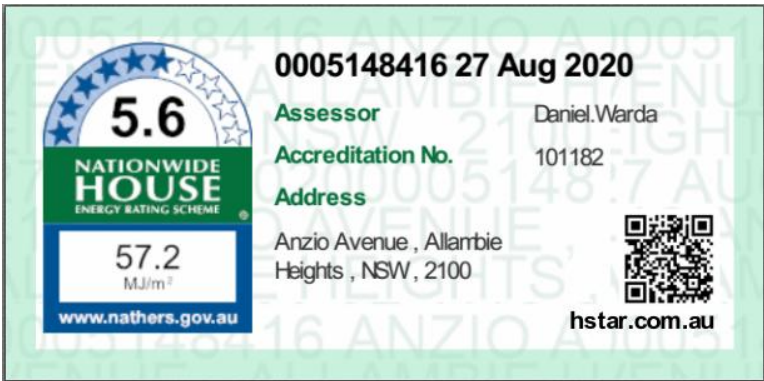 0005148416 27 Aug 2020
5.6
NATIONWIDE
HOUSE
ENERGY RATING SCHEME ®
57.2
MJ/m²
www.nathers.gov.au
Assessor Daniel.Warda
Accreditation No. 101182
Address
Anzio Avenue , Allambie
Heights , NSW , 2100
hstar.com.au